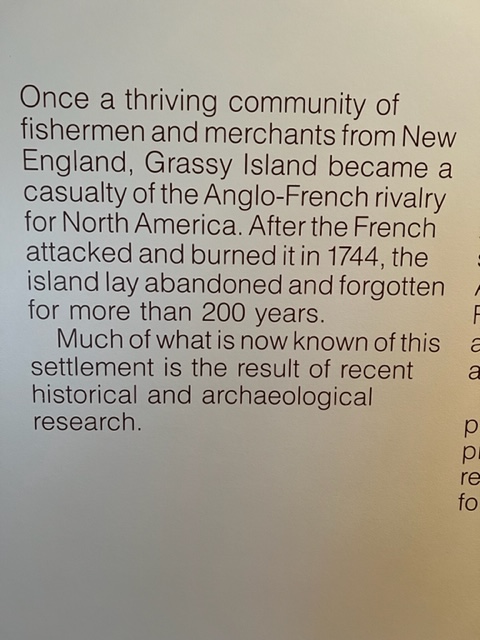 Once a thriving community of
fishermen and merchants from New
England, Grassy Island became a
casualty of the Anglo-French rivalry
for North America. After the French
attacked and burned it in 1744, the
island lay abandoned and forgotten
for more than 200 years.
Much of what is now known of this
settlement is the result of recent
historical and archaeological
research.